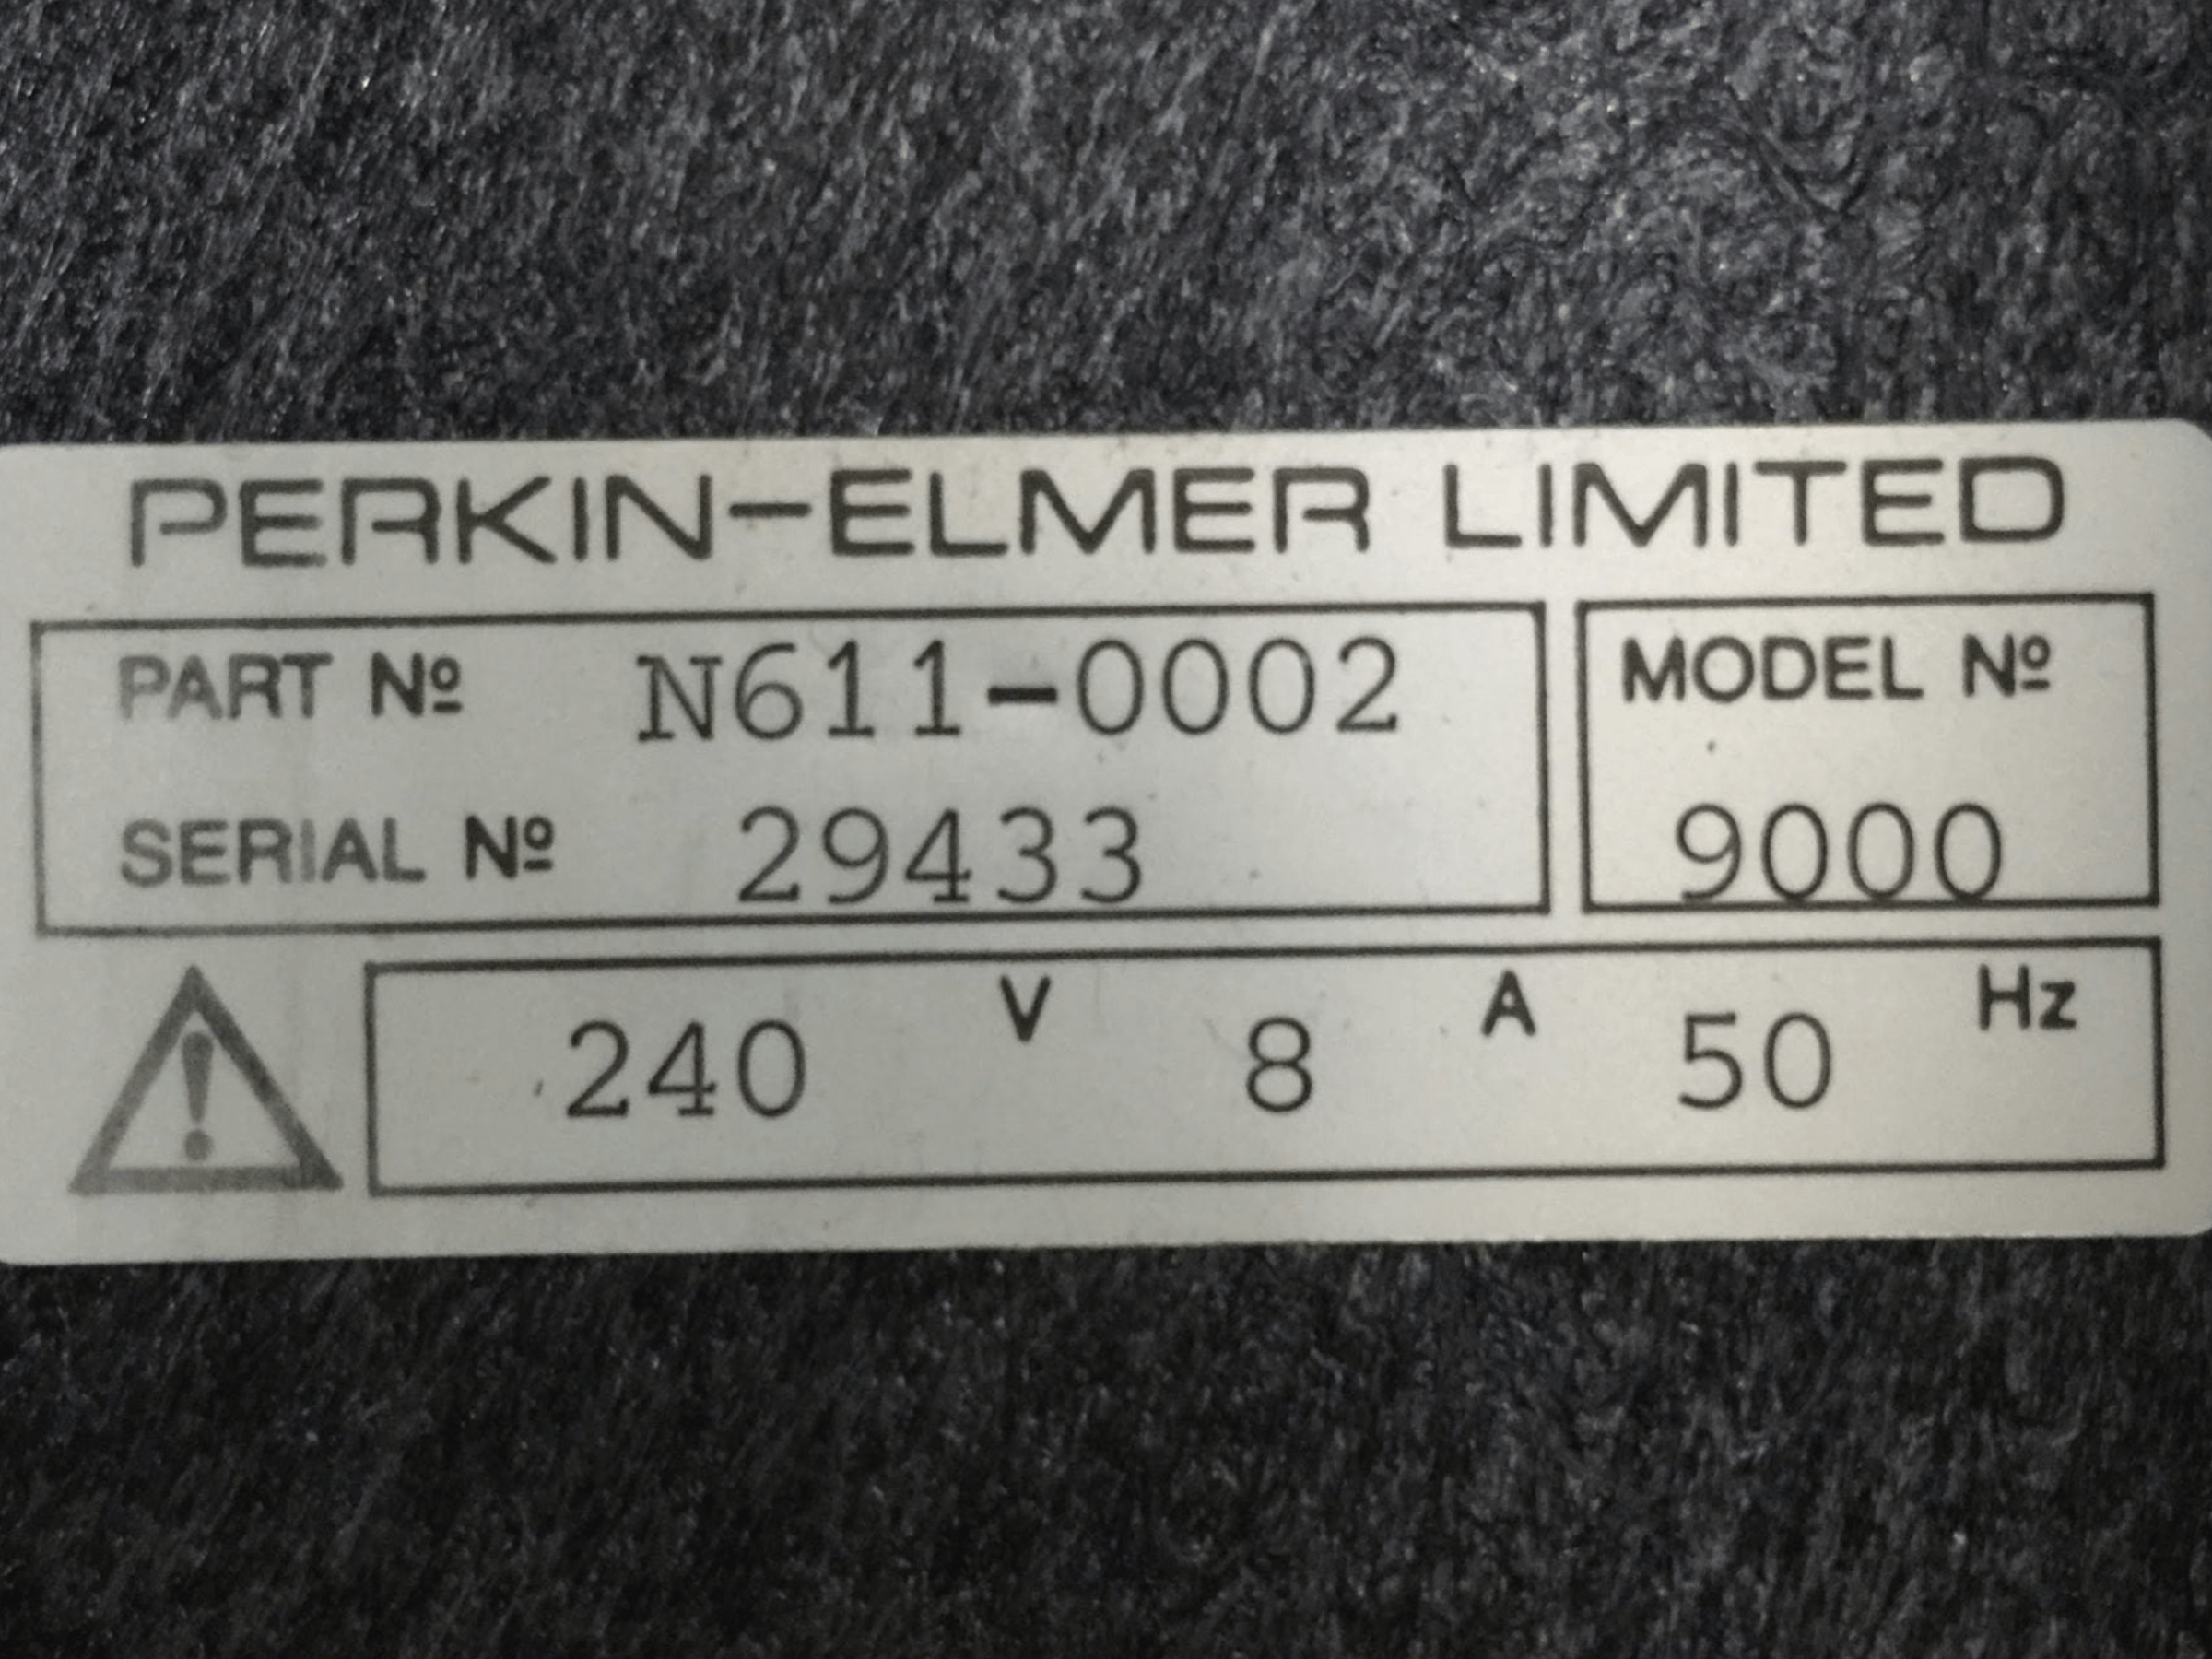 PERKIN-ELMER LIMITED
PART Nº N611-0002
SERIAL Nº 29433
MODEL Nº
9000
240 V 8 A 50 Hz